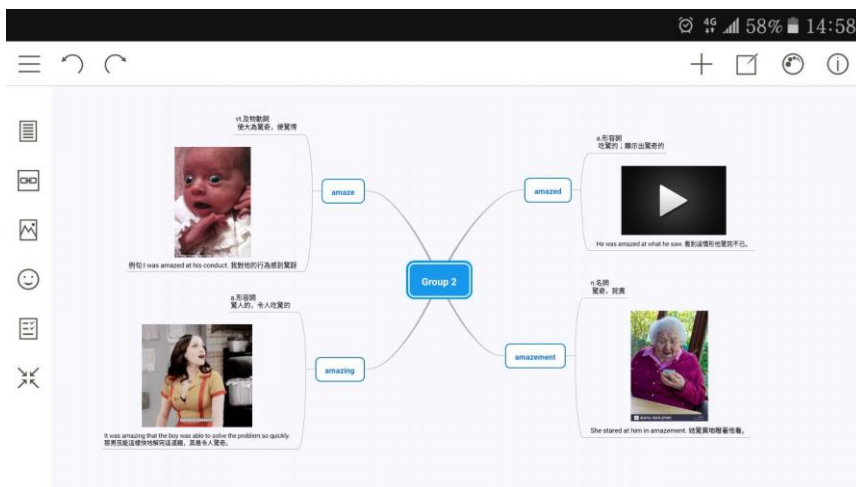 4G 58% 14:58
vt.及物動詞
使大為驚奇，使驚愕
amaze
例句:I was amazed at his conduct. 我對他的行為感到驚訝
a.形容詞
驚人的，令人吃驚的
amazing
It was amazing that the boy was able to solve the problem so quickly.
那男孩能這樣快地解完這道題，真是令人驚奇。
Group 2
a.形容詞
吃驚的；顯示出驚奇的
amazed
He was amazed at what he saw. 看到這情形他驚詫不已。
n.名詞
驚奇，詫異
amazement
She stared at him in amazement. 她驚異地瞪著他看。